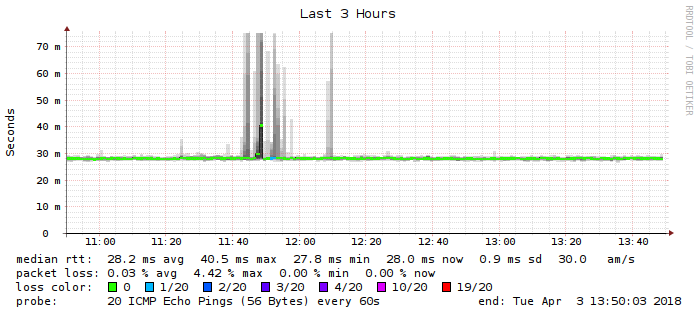 Last 3 Hours
RRDTOOL / TOBI OETIKER
Seconds
70 m
60 m
50 m
40 m
30 m
20 m
10 m
0
11:00 11:20 11:40 12:00 12:20 12:40 13:00 13:20 13:40
median rtt: 28.2 ms avg 40.5 ms max 27.8 ms min 28.0 ms now 0.9 ms sd 30.0 am/s
packet loss: 0.03 % avg 4.42 % max 0.00 % min 0.00 % now
loss color: 0 1/20 2/20 3/20 4/20 10/20 19/20
probe: 20 ICMP Echo Pings (56 Bytes) every 60s end: Tue Apr 3 13:50:03 2018